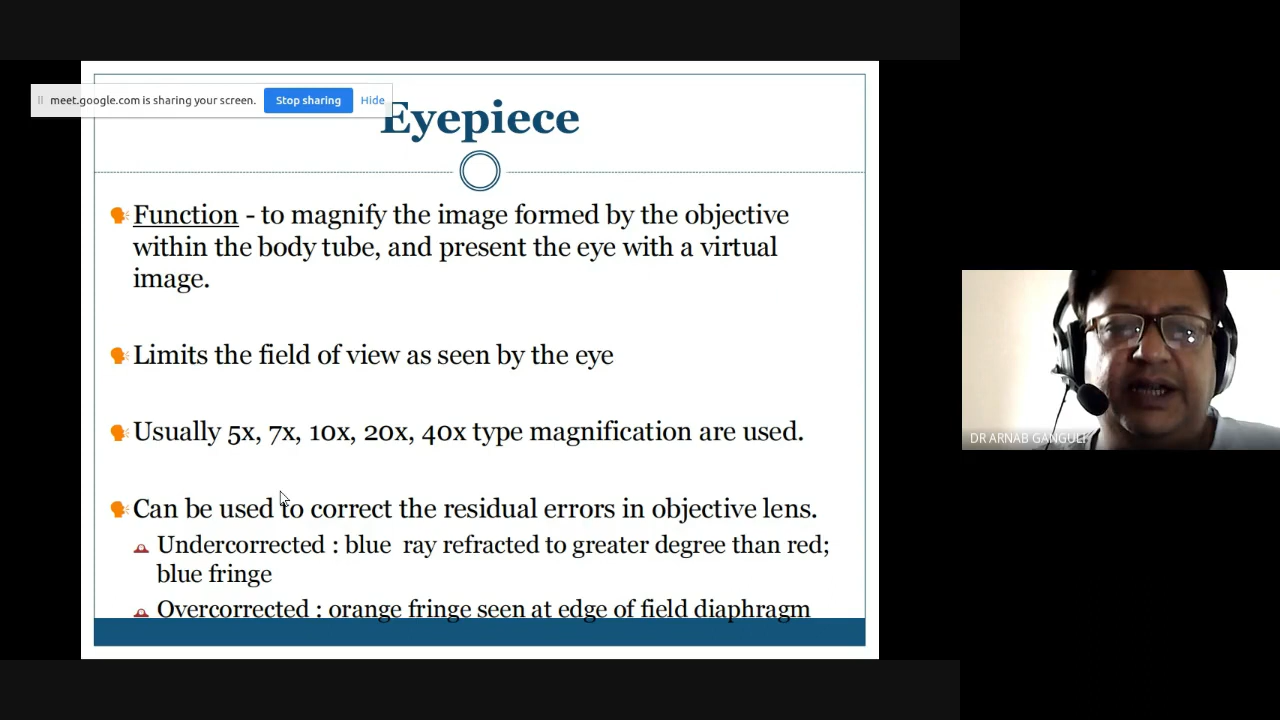 meet.google.com is sharing your screen. Stop sharing Hide
Eyepiece
Function - to magnify the image formed by the objective
within the body tube, and present the eye with a virtual
image.
Limits the field of view as seen by the eye
Usually 5x, 7x, 10x, 20x, 40x type magnification are used.
Can be used to correct the residual errors in objective lens.
Undercorrected : blue ray refracted to greater degree than red;
blue fringe
Overcorrected : orange fringe seen at edge of field diaphragm
DR ARNAB GANGULI